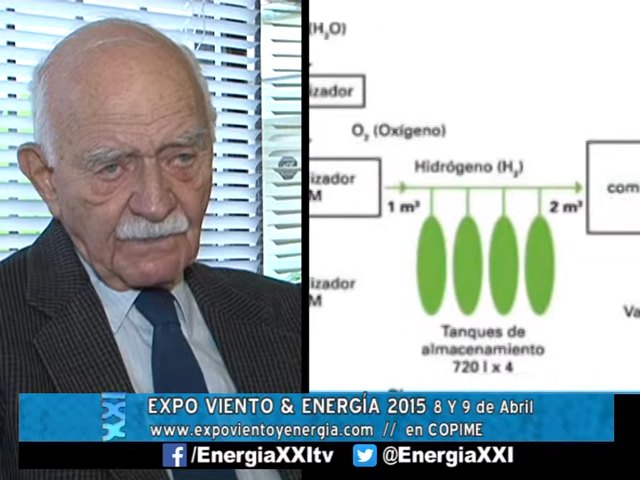 (H₂O)
izador
O₂ (Oxígeno)
izador
M
Hidrógeno (H₂)
1 m³
2 m³
com
izador
M
Tanques de
almacenamiento
720 l x 4
Va
EXPO VIENTO & ENERGÍA 2015 8 Y 9 de Abril
www.expovientoyenergia.com // en COPIME
/EnergiaXXItv @EnergiaXXI